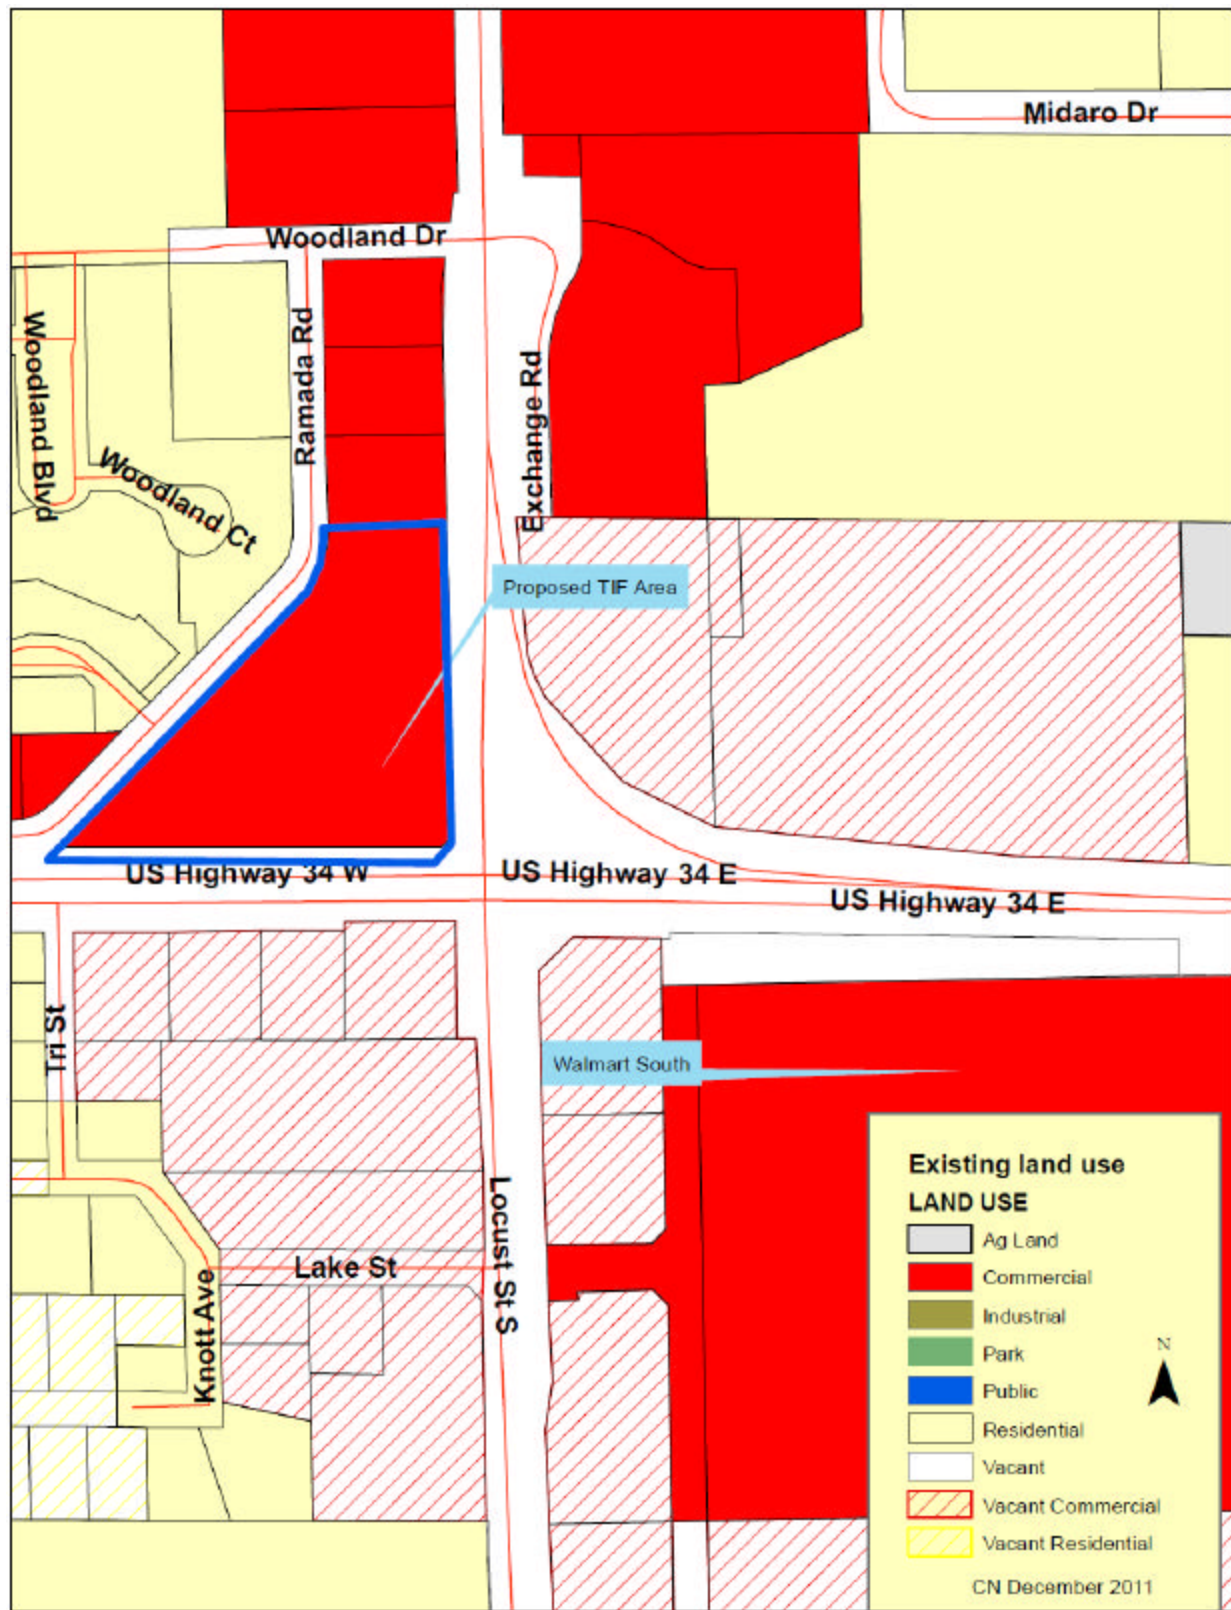 Midaro Dr
Woodland Dr
Ramada Rd
Woodland Blvd
Exchange Rd
Woodland Ct
Proposed TIF Area
US Highway 34 W
US Highway 34 E
US Highway 34 E
Tri St
Walmart South
Locust St S
Lake St
Knott Ave
Existing land use
LAND USE
Ag Land
Commercial
Industrial
Park
Public
Residential
Vacant
Vacant Commercial
Vacant Residential
N
CN December 2011